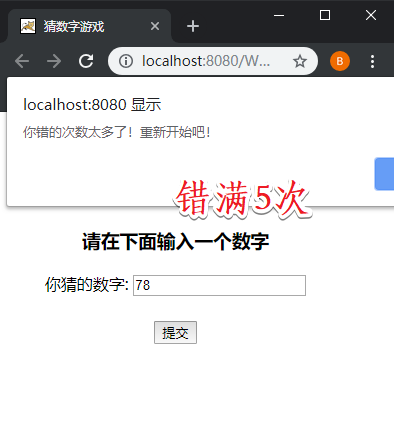 猜数字游戏
localhost:8080/W...
B
localhost:8080 显示
你错的次数太多了！重新开始吧！
错满5次
请在下面输入一个数字
你猜的数字: 78
提交